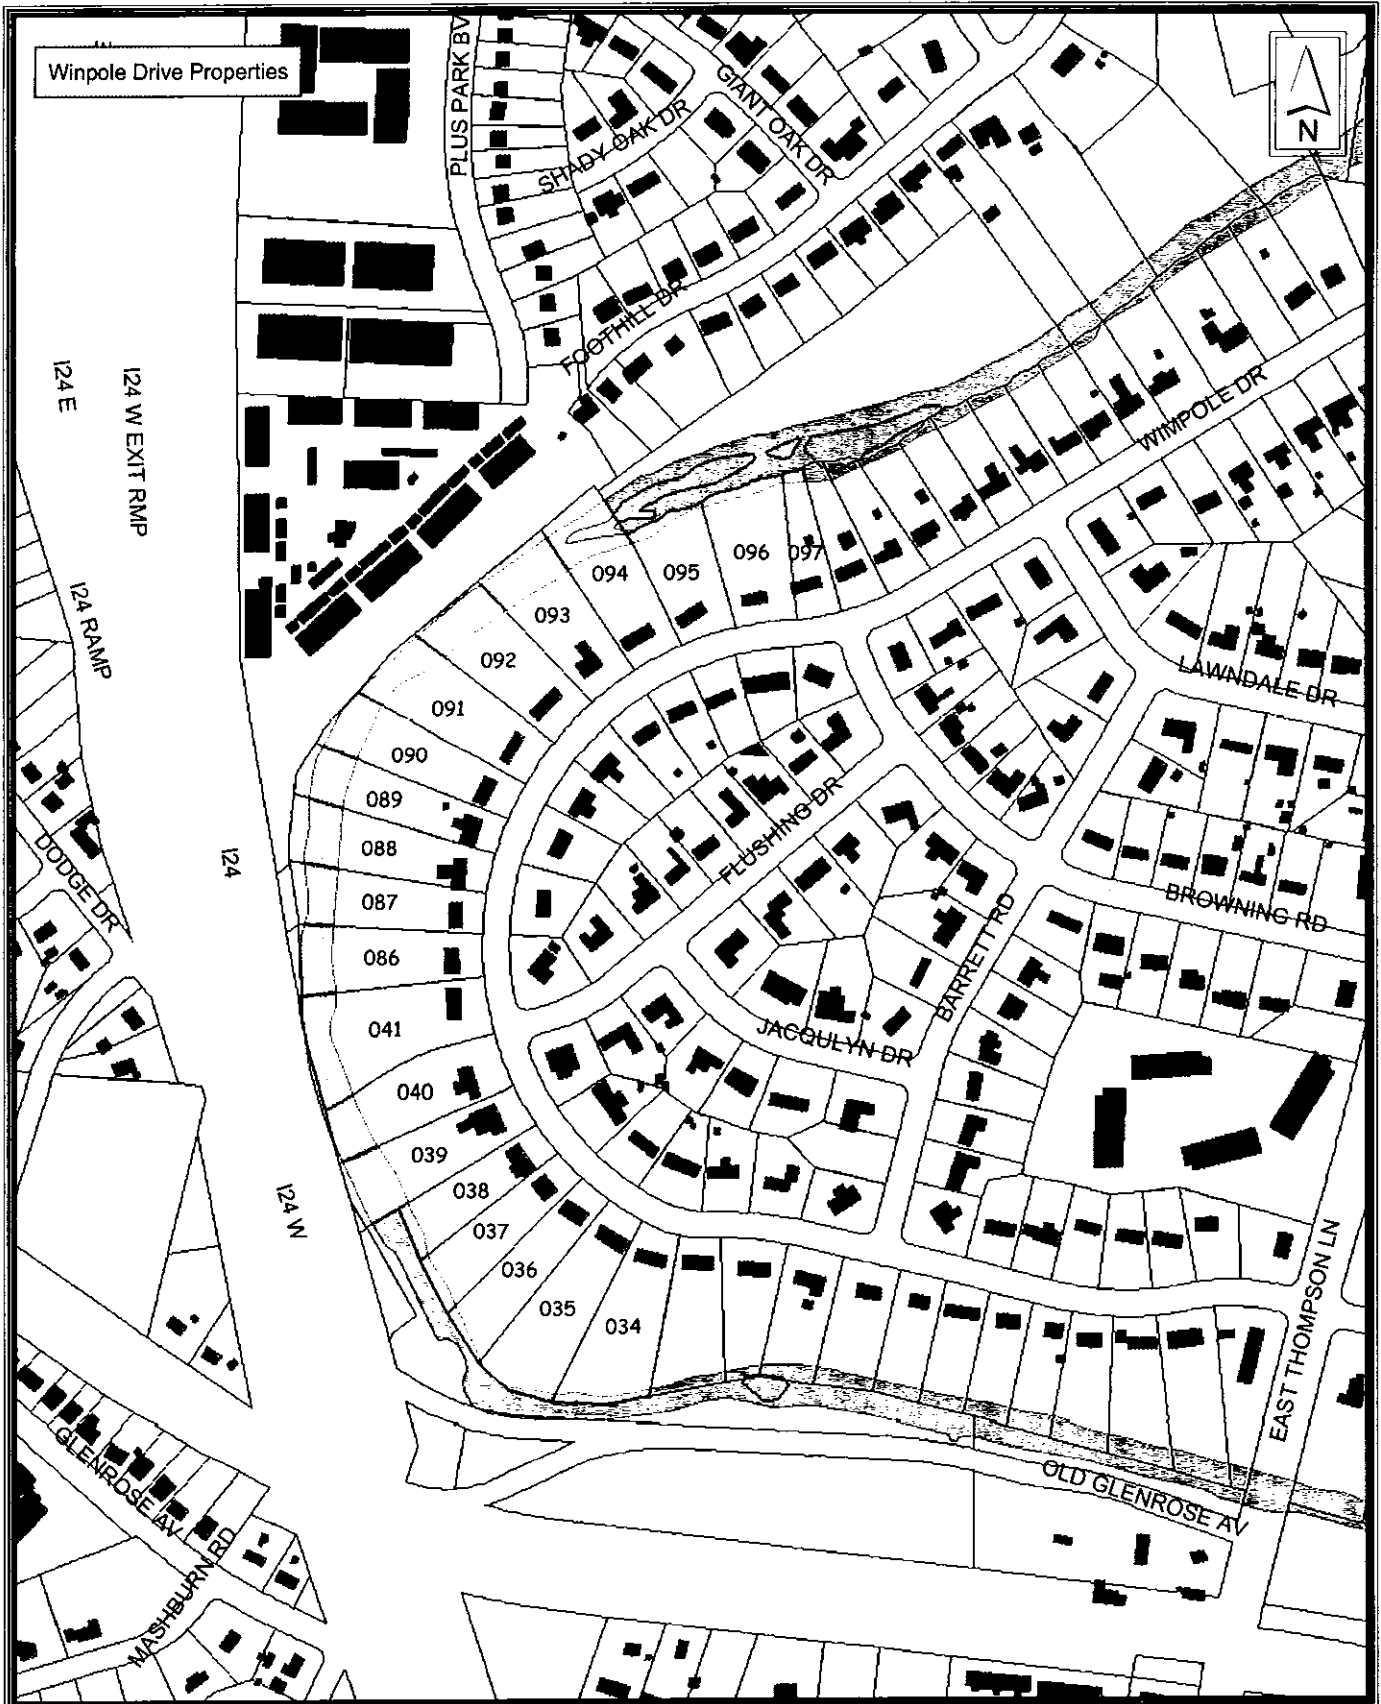 Winpole Drive Properties
PLUS PARK BV
SHADY OAK DR
GIANT OAK DR
N
FOOTHILL DR
WIMPOLE DR
I24 E
I24 W EXIT RMP
I24 RAMP
097
096
095
094
093
092
091
090
089
088
087
086
041
040
039
038
037
036
035
034
LAWNDALE DR
FLUSHING DR
BROWNING RD
BARRETT RD
JACQULYN DR
I24
DODGE DR
I24 W
EAST THOMPSON LN
OLD GLENROSE AV
GLENROSE AV
MASHBURN RD